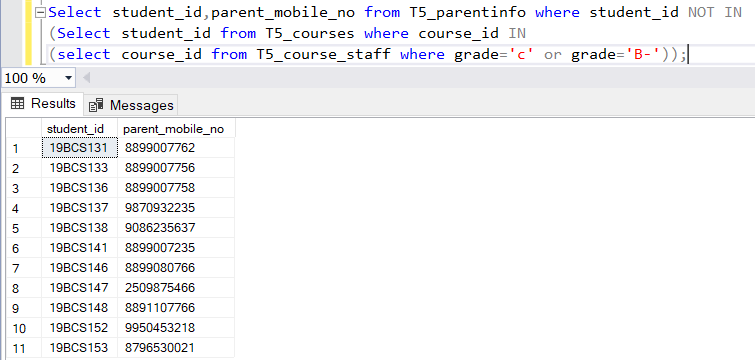 Select student_id,parent_mobile_no from T5_parentinfo where student_id NOT IN
(Select student_id from T5_courses where course_id IN
(select course_id from T5_course_staff where grade='c' or grade='B-'));
100 %
Results Messages
student_id parent_mobile_no
1 19BCS131 8899007762
2 19BCS133 8899007756
3 19BCS136 8899007758
4 19BCS137 9870932235
5 19BCS138 9086235637
6 19BCS141 8899007235
7 19BCS146 8899080766
8 19BCS147 2509875466
9 19BCS148 8891107766
10 19BCS152 9950453218
11 19BCS153 8796530021